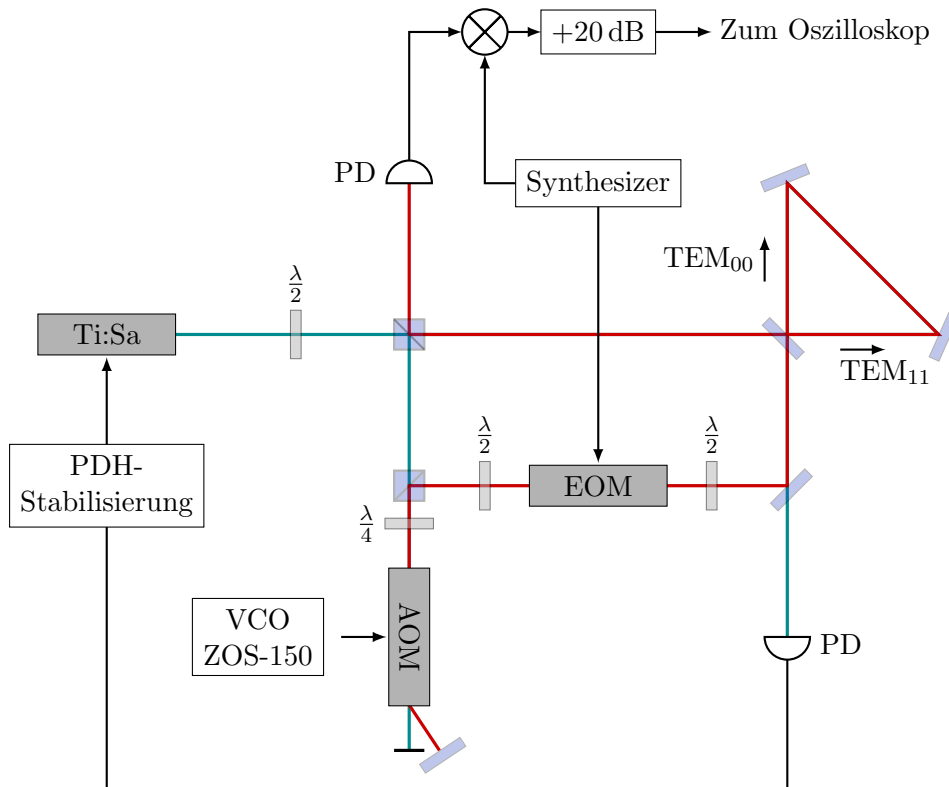 +20 dB
Zum Oszilloskop
PD
Synthesizer
TEM₀₀
λ/2
Ti:Sa
TEM₁₁
PDH-
Stabilisierung
λ/2
EOM
λ/2
λ/4
AOM
VCO
ZOS-150
PD